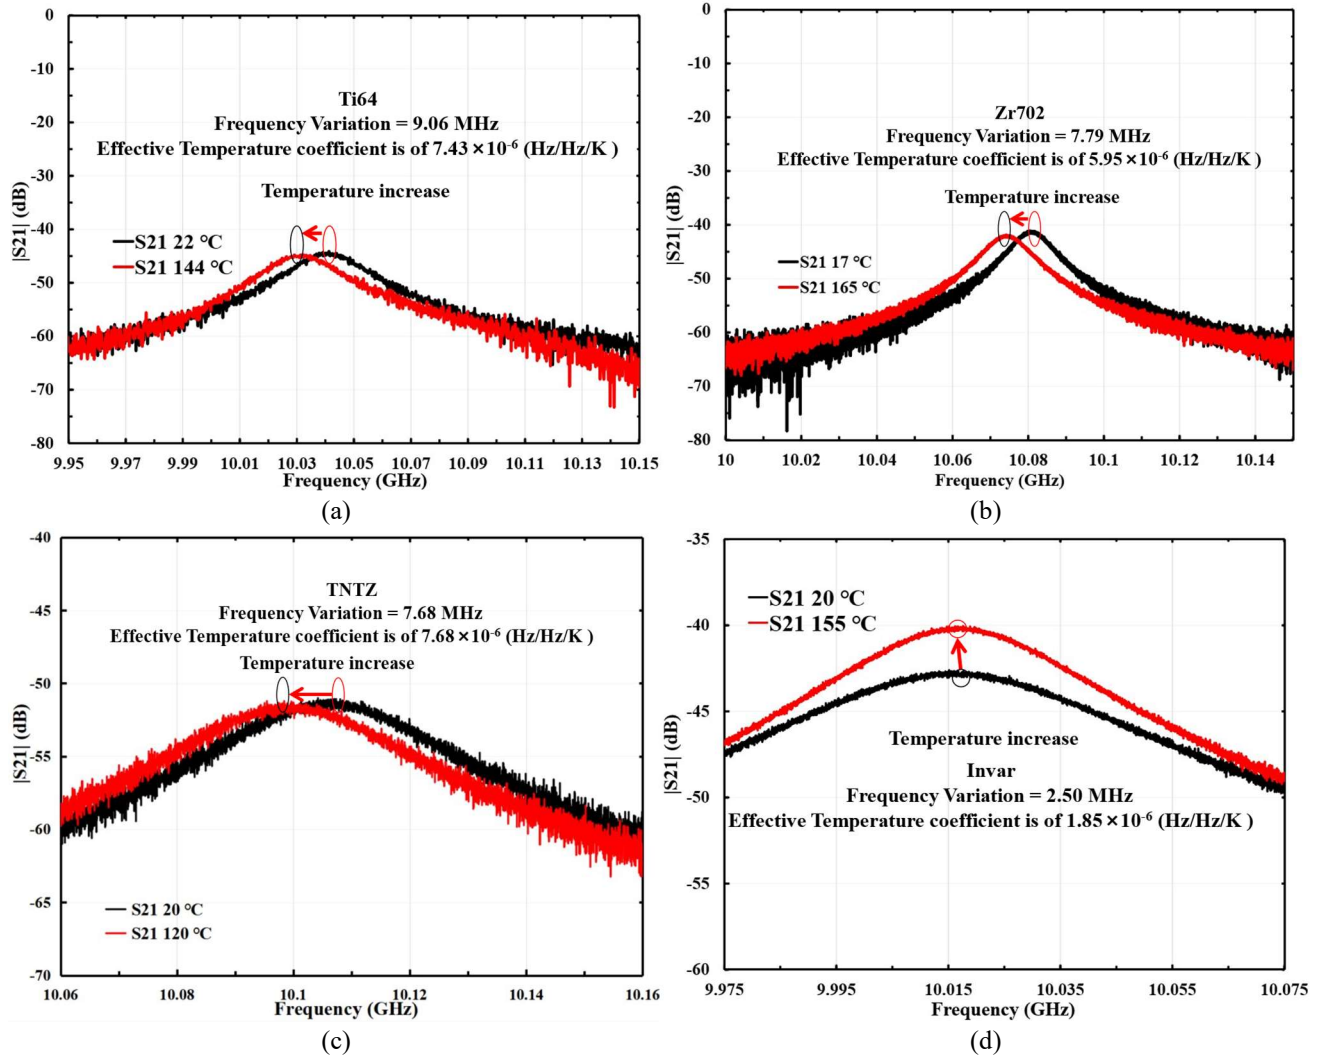 0
-10
-20
-30
-40
-50
-60
-70
-80
|S21| (dB)
Ti64
Frequency Variation = 9.06 MHz
Effective Temperature coefficient is of 7.43×10⁻⁶ (Hz/Hz/K )
Temperature increase
S21 22 ℃
S21 144 ℃
9.95 9.97 9.99 10.01 10.03 10.05 10.07 10.09 10.11 10.13 10.15
Frequency (GHz)
(a)
0
-10
-20
-30
-40
-50
-60
-70
-80
|S21| (dB)
Zr702
Frequency Variation = 7.79 MHz
Effective Temperature coefficient is of 5.95×10⁻⁶ (Hz/Hz/K )
Temperature increase
S21 17 ℃
S21 165 ℃
10 10.02 10.04 10.06 10.08 10.1 10.12 10.14
Frequency (GHz)
(b)
-40
-45
-50
-55
-60
-65
-70
|S21| (dB)
TNTZ
Frequency Variation = 7.68 MHz
Effective Temperature coefficient is of 7.68×10⁻⁶ (Hz/Hz/K )
Temperature increase
S21 20 ℃
S21 120 ℃
10.06 10.08 10.1 10.12 10.14 10.16
Frequency (GHz)
(c)
-35
-40
-45
-50
-55
-60
|S21| (dB)
S21 20 ℃
S21 155 ℃
Temperature increase
Invar
Frequency Variation = 2.50 MHz
Effective Temperature coefficient is of 1.85×10⁻⁶ (Hz/Hz/K )
9.975 9.995 10.015 10.035 10.055 10.075
Frequency (GHz)
(d)